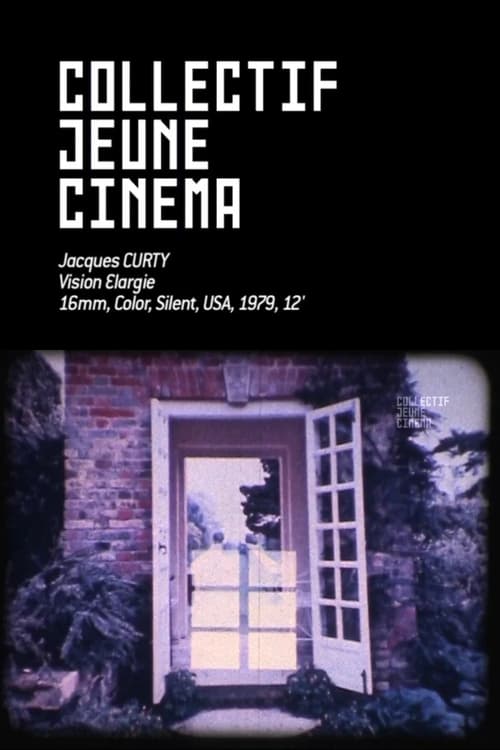 COLLECTIF
JEUNE
CINEMA
Jacques CURTY
Vision Elargie
16mm, Color, Silent, USA, 1979, 12'
COLLECTIF
JEUNE
CINEMA